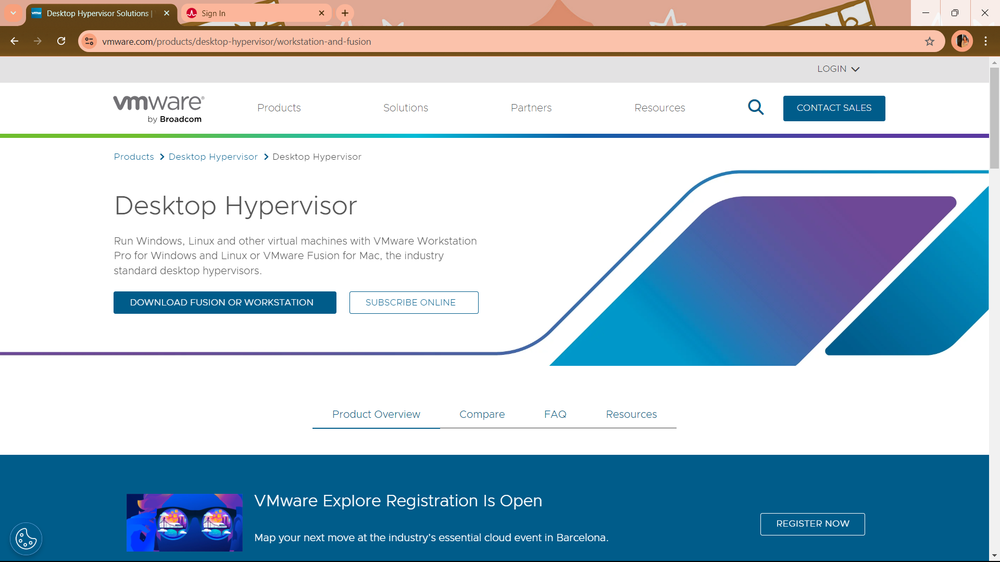 vmw Desktop Hypervisor Solutions |
Sign In
vmware.com/products/desktop-hypervisor/workstation-and-fusion
LOGIN
vmware®
by Broadcom
Products
Solutions
Partners
Resources
CONTACT SALES
Products > Desktop Hypervisor > Desktop Hypervisor
Desktop Hypervisor
Run Windows, Linux and other virtual machines with VMware Workstation
Pro for Windows and Linux or VMware Fusion for Mac, the industry
standard desktop hypervisors.
DOWNLOAD FUSION OR WORKSTATION
SUBSCRIBE ONLINE
Product Overview
Compare
FAQ
Resources
VMware Explore Registration Is Open
Map your next move at the industry’s essential cloud event in Barcelona.
REGISTER NOW